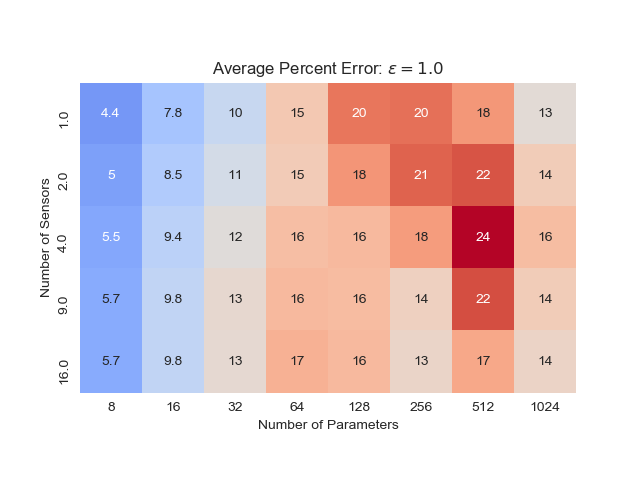 Average Percent Error: ε = 1.0
Number of Sensors
1.0 4.4 7.8 10 15 20 20 18 13
2.0 5 8.5 11 15 18 21 22 14
4.0 5.5 9.4 12 16 16 18 24 16
9.0 5.7 9.8 13 16 16 14 22 14
16.0 5.7 9.8 13 17 16 13 17 14
8 16 32 64 128 256 512 1024
Number of Parameters